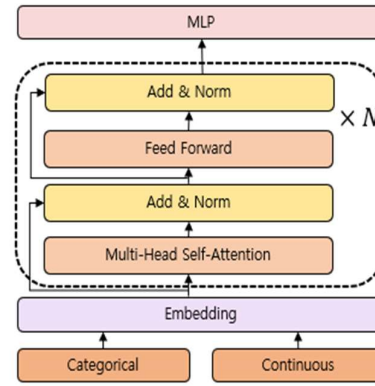 MLP
Add & Norm
× N
Feed Forward
Add & Norm
Multi-Head Self-Attention
Embedding
Categorical
Continuous